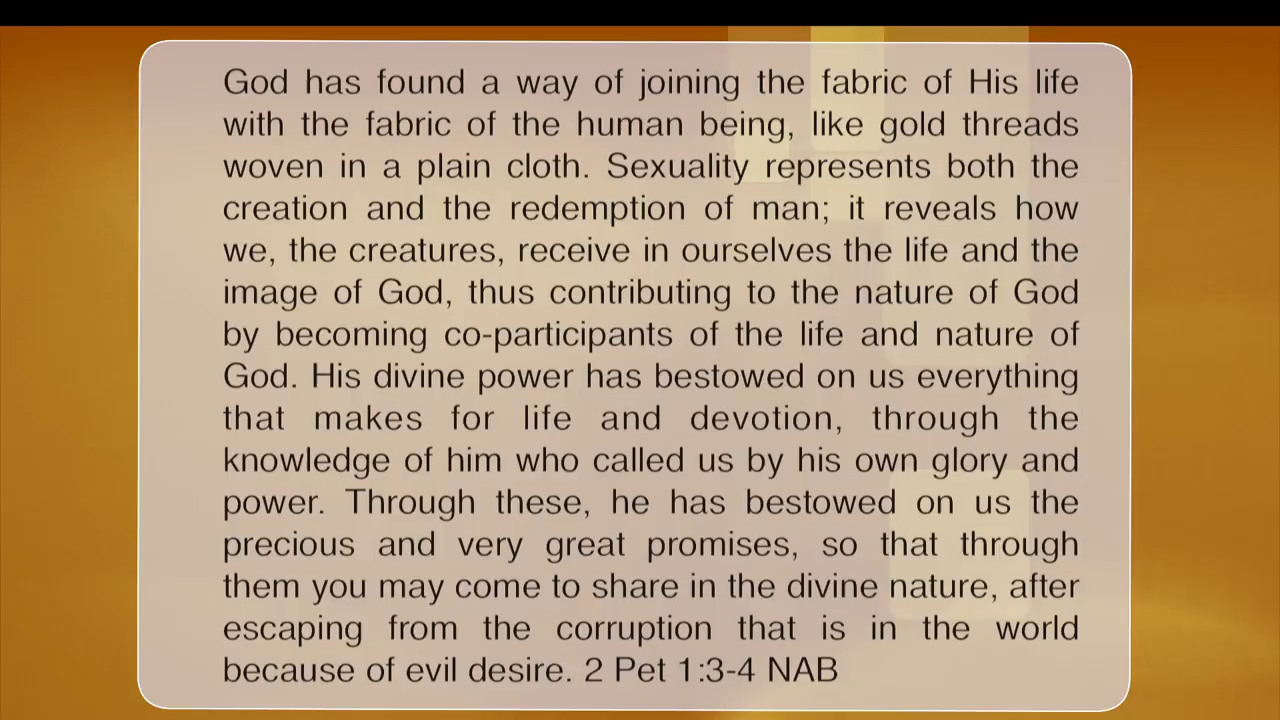 God has found a way of joining the fabric of His life
with the fabric of the human being, like gold threads
woven in a plain cloth. Sexuality represents both the
creation and the redemption of man; it reveals how
we, the creatures, receive in ourselves the life and the
image of God, thus contributing to the nature of God
by becoming co-participants of the life and nature of
God. His divine power has bestowed on us everything
that makes for life and devotion, through the
knowledge of him who called us by his own glory and
power. Through these, he has bestowed on us the
precious and very great promises, so that through
them you may come to share in the divine nature, after
escaping from the corruption that is in the world
because of evil desire. 2 Pet 1:3-4 NAB